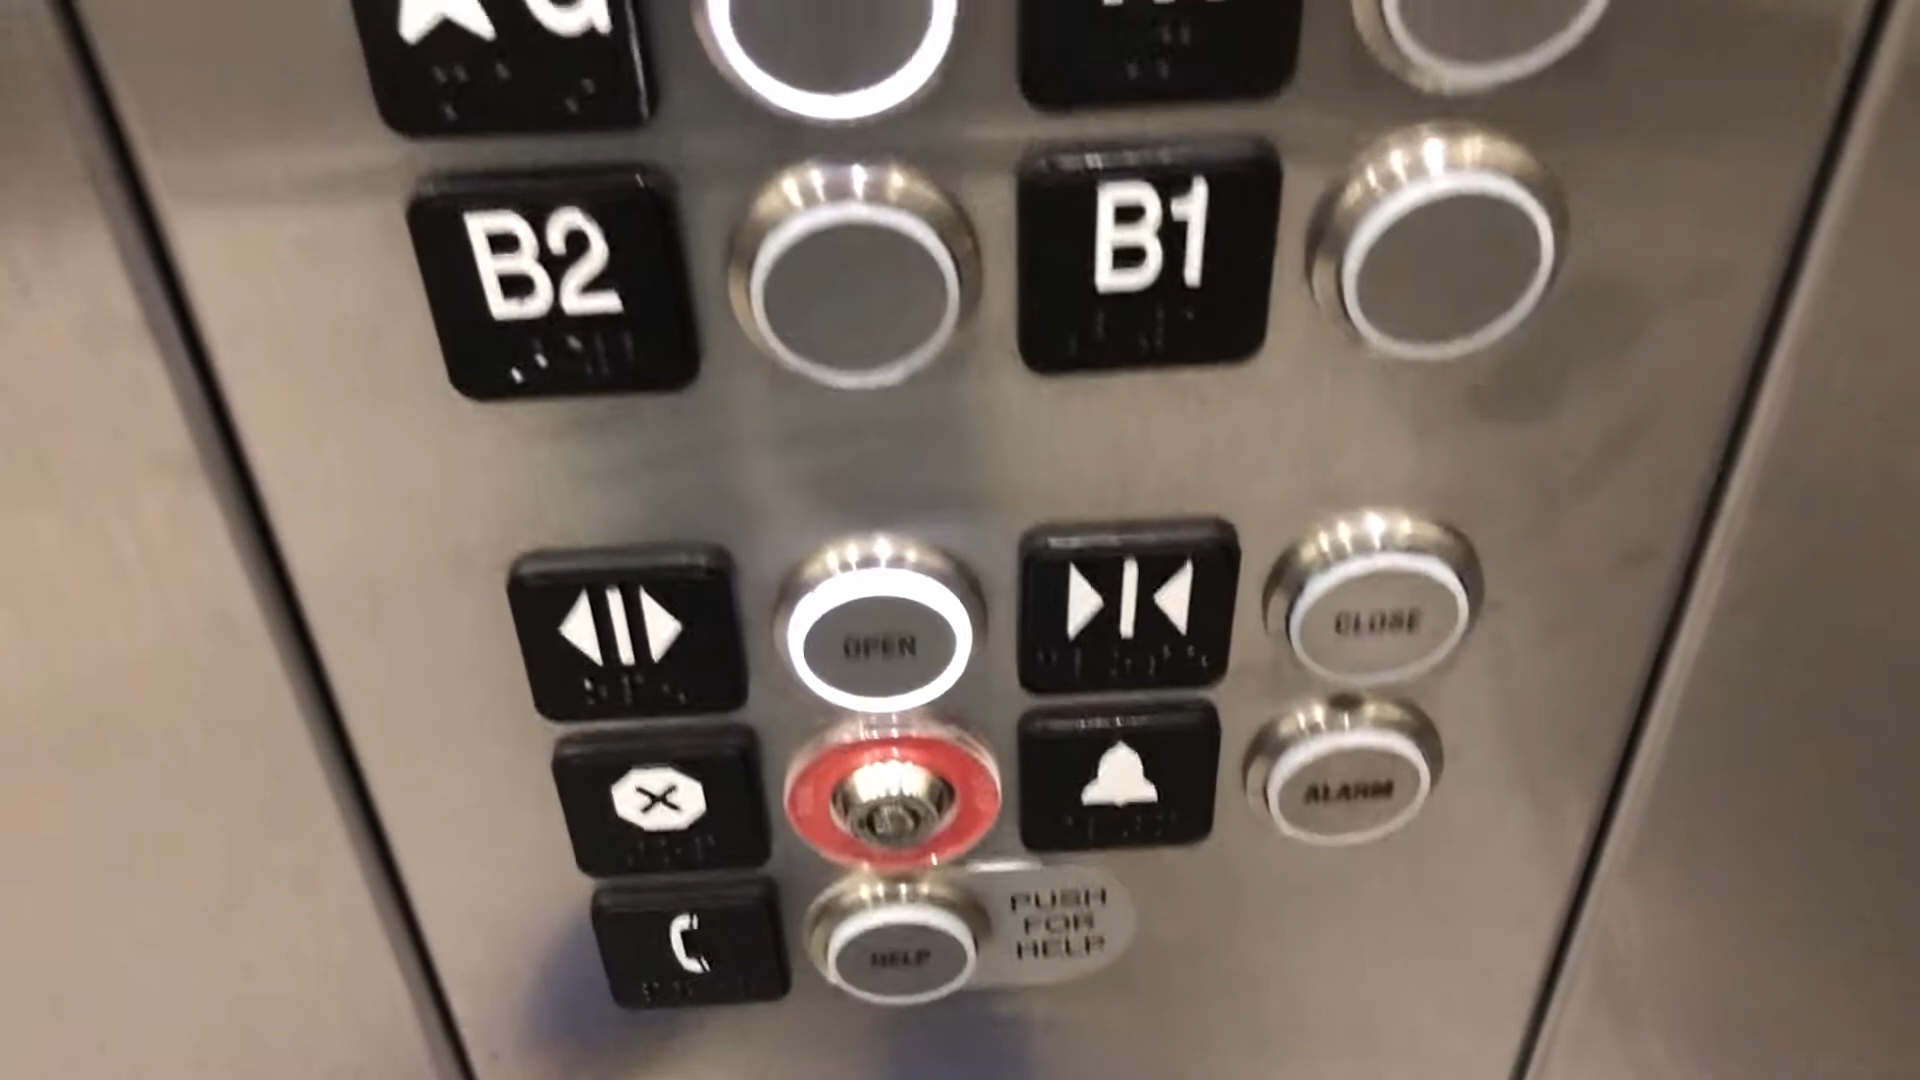 ★G
B2
B1
OPEN
CLOSE
ALARM
HELP
PUSH
FOR
HELP